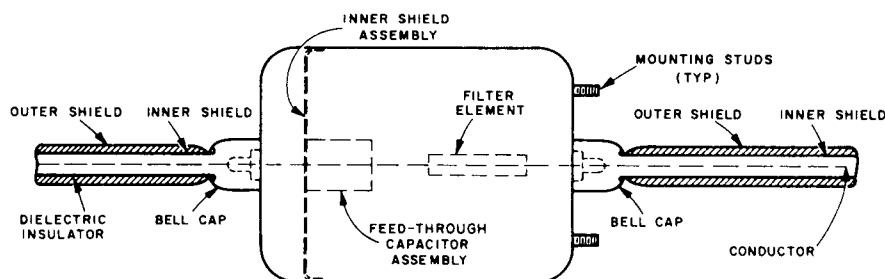 INNER SHIELD
ASSEMBLY
MOUNTING STUDS
(TYP)
FILTER
ELEMENT
OUTER SHIELD
INNER SHIELD
OUTER SHIELD
INNER SHIELD
DIELECTRIC
INSULATOR
BELL CAP
FEED-THROUGH
CAPACITOR
ASSEMBLY
BELL CAP
CONDUCTOR